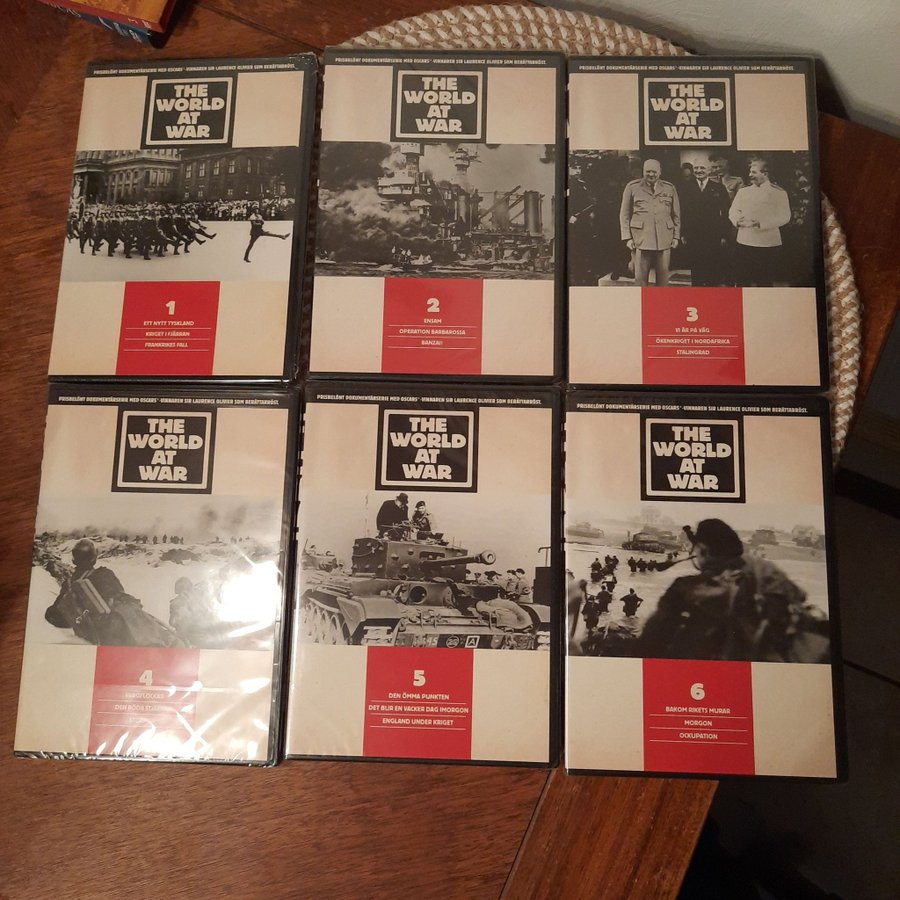 PRISBELÖNT DOKUMENTÄRSERIE MED OSCARS®-VINNAREN SIR LAURENCE OLIVIER SOM BERÄTTARRÖST.
THE
WORLD
AT
WAR
1
ETT NYTT TYSKLAND
KRIGET I FJÄRRAN
FRANKRIKES FALL
PRISBELÖNT DOKUMENTÄRSERIE MED OSCARS®-VINNAREN SIR LAURENCE OLIVIER SOM BERÄTTARRÖST.
THE
WORLD
AT
WAR
2
ENSAM
OPERATION BARBAROSSA
BANZAI!
PRISBELÖNT DOKUMENTÄRSERIE MED OSCARS®-VINNAREN SIR LAURENCE OLIVIER SOM BERÄTTARRÖST.
THE
WORLD
AT
WAR
3
VI ÄR PÅ VÄG
ÖKENKRIGET I NORDAFRIKA
STALINGRAD
PRISBELÖNT DOKUMENTÄRSERIE MED OSCARS®-VINNAREN SIR LAURENCE OLIVIER SOM BERÄTTARRÖST.
THE
WORLD
AT
WAR
4
DEN RÖDA
PRISBELÖNT DOKUMENTÄRSERIE MED OSCARS®-VINNAREN SIR LAURENCE OLIVIER SOM BERÄTTARRÖST.
THE
WORLD
AT
WAR
5
DEN ÖMMA PUNKTEN
DET BLIR EN VACKER DAG IMORGON
ENGLAND UNDER KRIGET
PRISBELÖNT DOKUMENTÄRSERIE MED OSCARS®-VINNAREN SIR LAURENCE OLIVIER SOM BERÄTTARRÖST.
THE
WORLD
AT
WAR
6
BAKOM RIKETS MURAR
MORGON
OCKUPATION